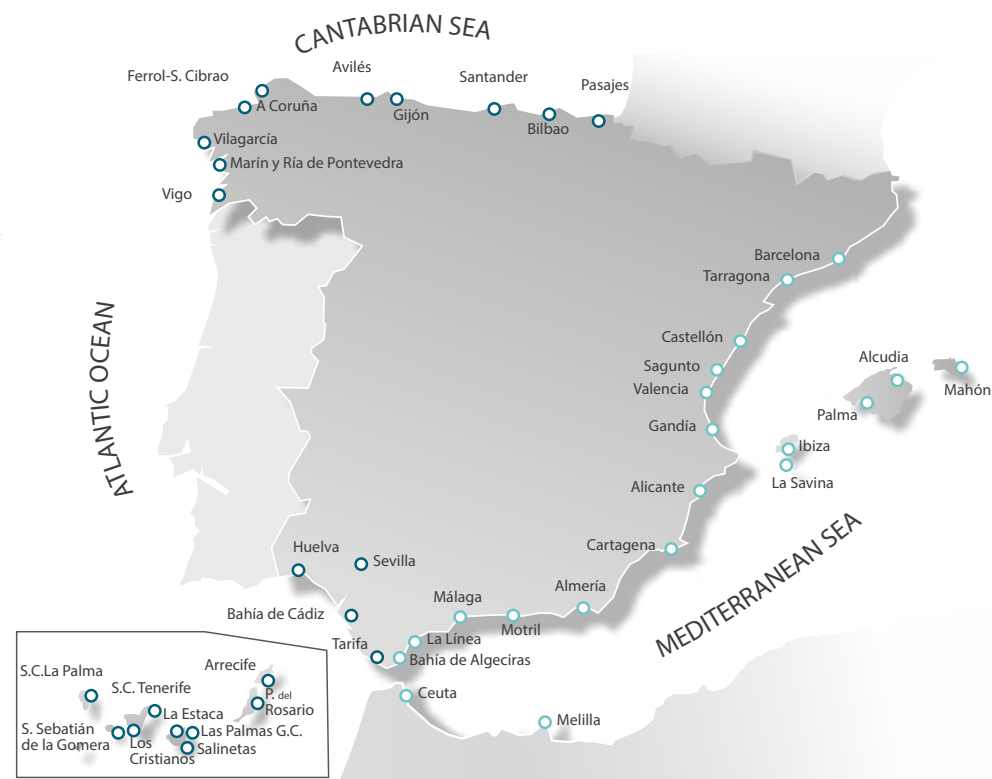 CANTABRIAN SEA
Ferrol-S. Cibrao
Avilés
Santander
Pasajes
A Coruña
Gijón
Bilbao
Vilagarcía
Marín y Ría de Pontevedra
Vigo
ATLANTIC OCEAN
Barcelona
Tarragona
Castellón
Sagunto
Valencia
Gandía
Alcudia
Mahón
Palma
Ibiza
La Savina
Alicante
Cartagena
MEDITERRANEAN SEA
Huelva
Sevilla
Almería
Málaga
Motril
Bahía de Cádiz
Tarifa
La Línea
Bahía de Algeciras
Ceuta
Melilla
S.C.La Palma
S.C. Tenerife
Arrecife
P. del
Rosario
La Estaca
Las Palmas G.C.
S. Sebatián
de la Gomera
Los
Cristianos
Salinetas